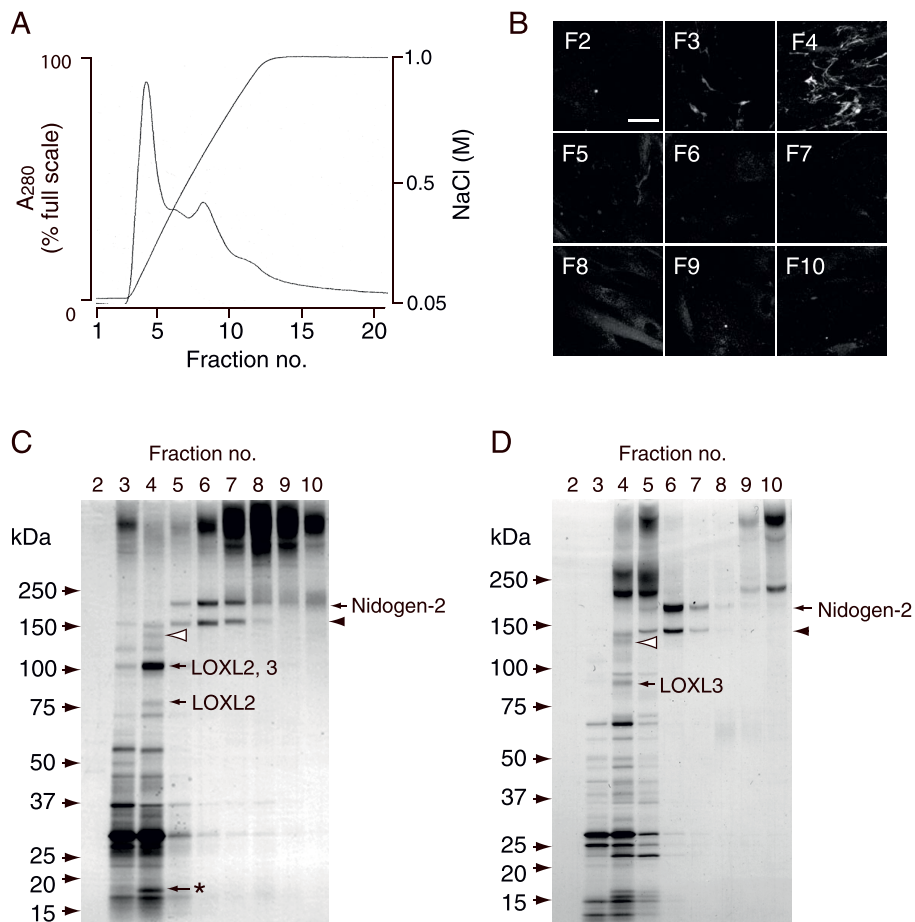 A
100
A280
(% full scale)
0
1.0
0.5
0.05
NaCl (M)
1 5 10 15 20
Fraction no.
B
F2 F3 F4
F5 F6 F7
F8 F9 F10
C
Fraction no.
2 3 4 5 6 7 8 9 10
kDa
250
150
100
75
50
37
25
20
15
Nidogen-2
LOXL2, 3
LOXL2
*
D
Fraction no.
2 3 4 5 6 7 8 9 10
kDa
250
150
100
75
50
37
25
20
15
Nidogen-2
LOXL3